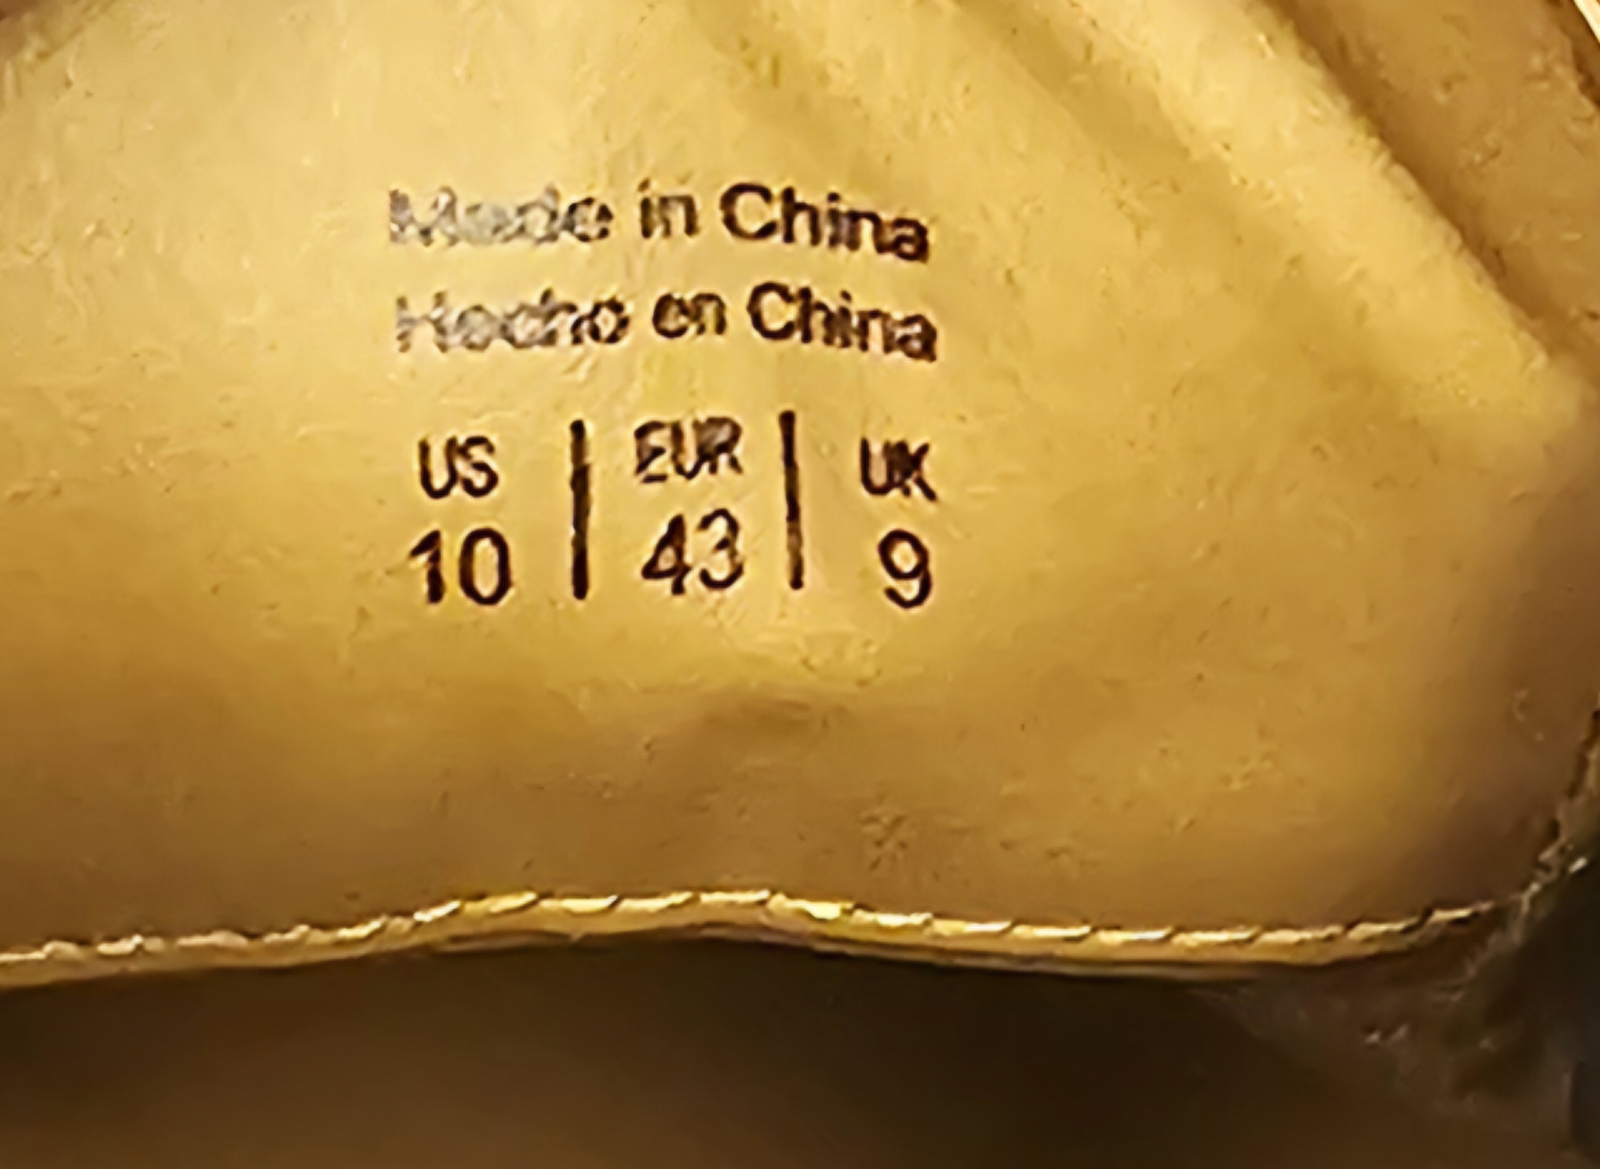 Made in China
Hecho en China
US | EUR | UK
10 | 43 | 9